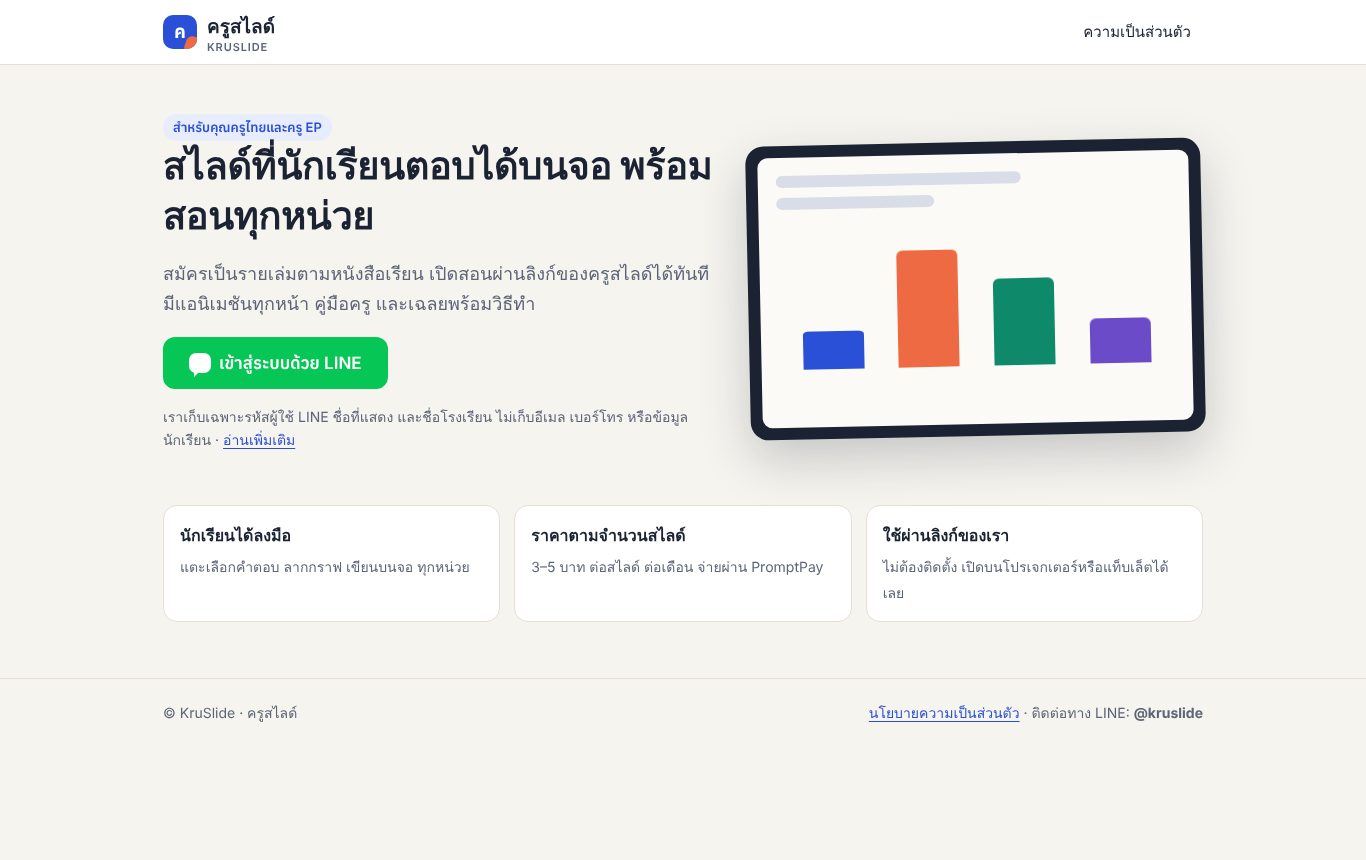 ค
ครูสไลด์
KRUSLIDE
ความเป็นส่วนตัว
สำหรับคุณครูไทยและครู EP
สไลด์ที่นักเรียนตอบได้บนจอ พร้อม
สอนทุกหน่วย
สมัครเป็นรายเล่มตามหนังสือเรียน เปิดสอนผ่านลิงก์ของครูสไลด์ได้ทันที
มีแอนิเมชันทุกหน้า คู่มือครู และเฉลยพร้อมวิธีทำ
เข้าสู่ระบบด้วย LINE
เราเก็บเฉพาะรหัสผู้ใช้ LINE ชื่อที่แสดง และชื่อโรงเรียน ไม่เก็บอีเมล เบอร์โทร หรือข้อมูล
นักเรียน · อ่านเพิ่มเติม
นักเรียนได้ลงมือ
แตะเลือกคำตอบ ลากกราฟ เขียนบนจอ ทุกหน่วย
ราคาตามจำนวนสไลด์
3–5 บาท ต่อสไลด์ ต่อเดือน จ่ายผ่าน PromptPay
ใช้ผ่านลิงก์ของเรา
ไม่ต้องติดตั้ง เปิดบนโปรเจกเตอร์หรือแท็บเล็ตได้
เลย
© KruSlide · ครูสไลด์
นโยบายความเป็นส่วนตัว · ติดต่อทาง LINE: @kruslide